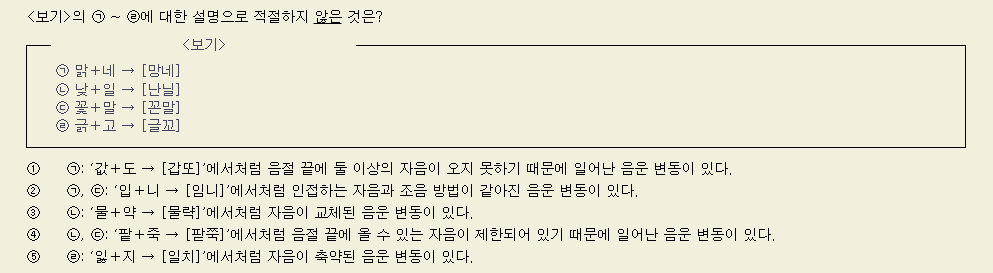 <보기>의 ㉠ ~ ㉣에 대한 설명으로 적절하지 않은 것은?
<보기>
㉠ 맑+네 → [망네]
㉡ 낮+일 → [난닐]
㉢ 꽃+말 → [꼰말]
㉣ 긁+고 → [글꼬]
① ㉠: '값+도 → [갑또]'에서처럼 음절 끝에 둘 이상의 자음이 오지 못하기 때문에 일어난 음운 변동이 있다.
② ㉠, ㉢: '입+니 → [임니]'에서처럼 인접하는 자음과 조음 방법이 같아진 음운 변동이 있다.
③ ㉡: '물+약 → [물략]'에서처럼 자음이 교체된 음운 변동이 있다.
④ ㉡, ㉢: '팥+죽 → [팓쭉]'에서처럼 음절 끝에 올 수 있는 자음이 제한되어 있기 때문에 일어난 음운 변동이 있다.
⑤ ㉣: '잃+지 → [일치]'에서처럼 자음이 축약된 음운 변동이 있다.